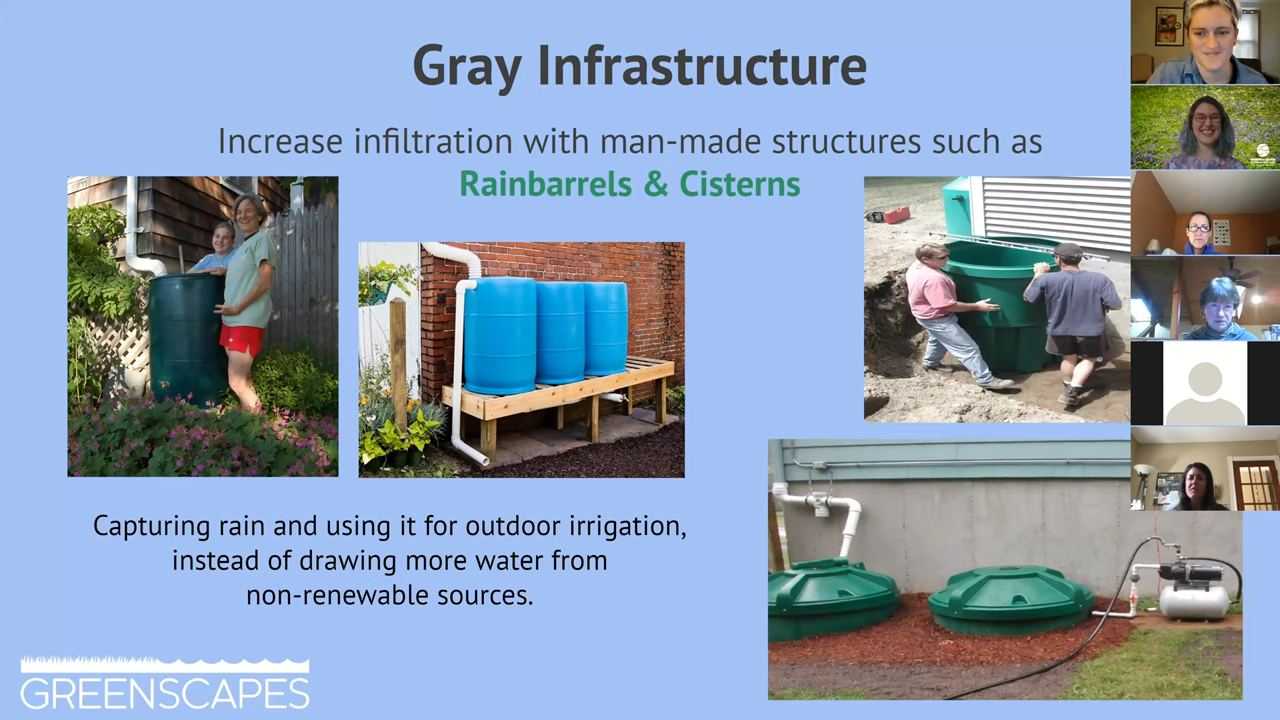 Gray Infrastructure
Increase infiltration with man-made structures such as
Rainbarrels & Cisterns
Capturing rain and using it for outdoor irrigation,
instead of drawing more water from
non-renewable sources.
GREENSCAPES